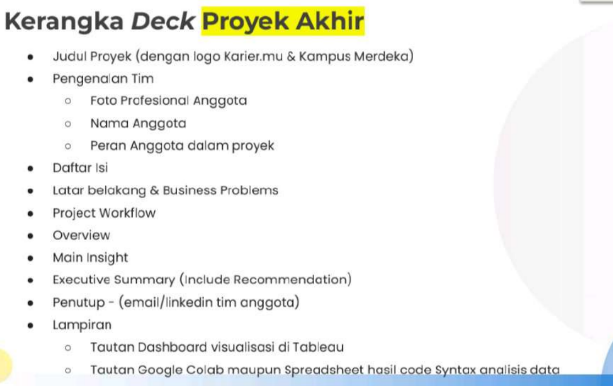 Kerangka Deck Proyek Akhir
• Judul Proyek (dengan logo Karier.mu & Kampus Merdeka)
• Pengenalan Tim
○ Foto Profesional Anggota
○ Nama Anggota
○ Peran Anggota dalam proyek
• Daftar Isi
• Latar belakang & Business Problems
• Project Workflow
• Overview
• Main Insight
• Executive Summary (Include Recommendation)
• Penutup - (email/linkedin tim anggota)
• Lampiran
○ Tautan Dashboard visualisasi di Tableau
○ Tautan Google Colab maupun Spreadsheet hasil code Syntax analisis data